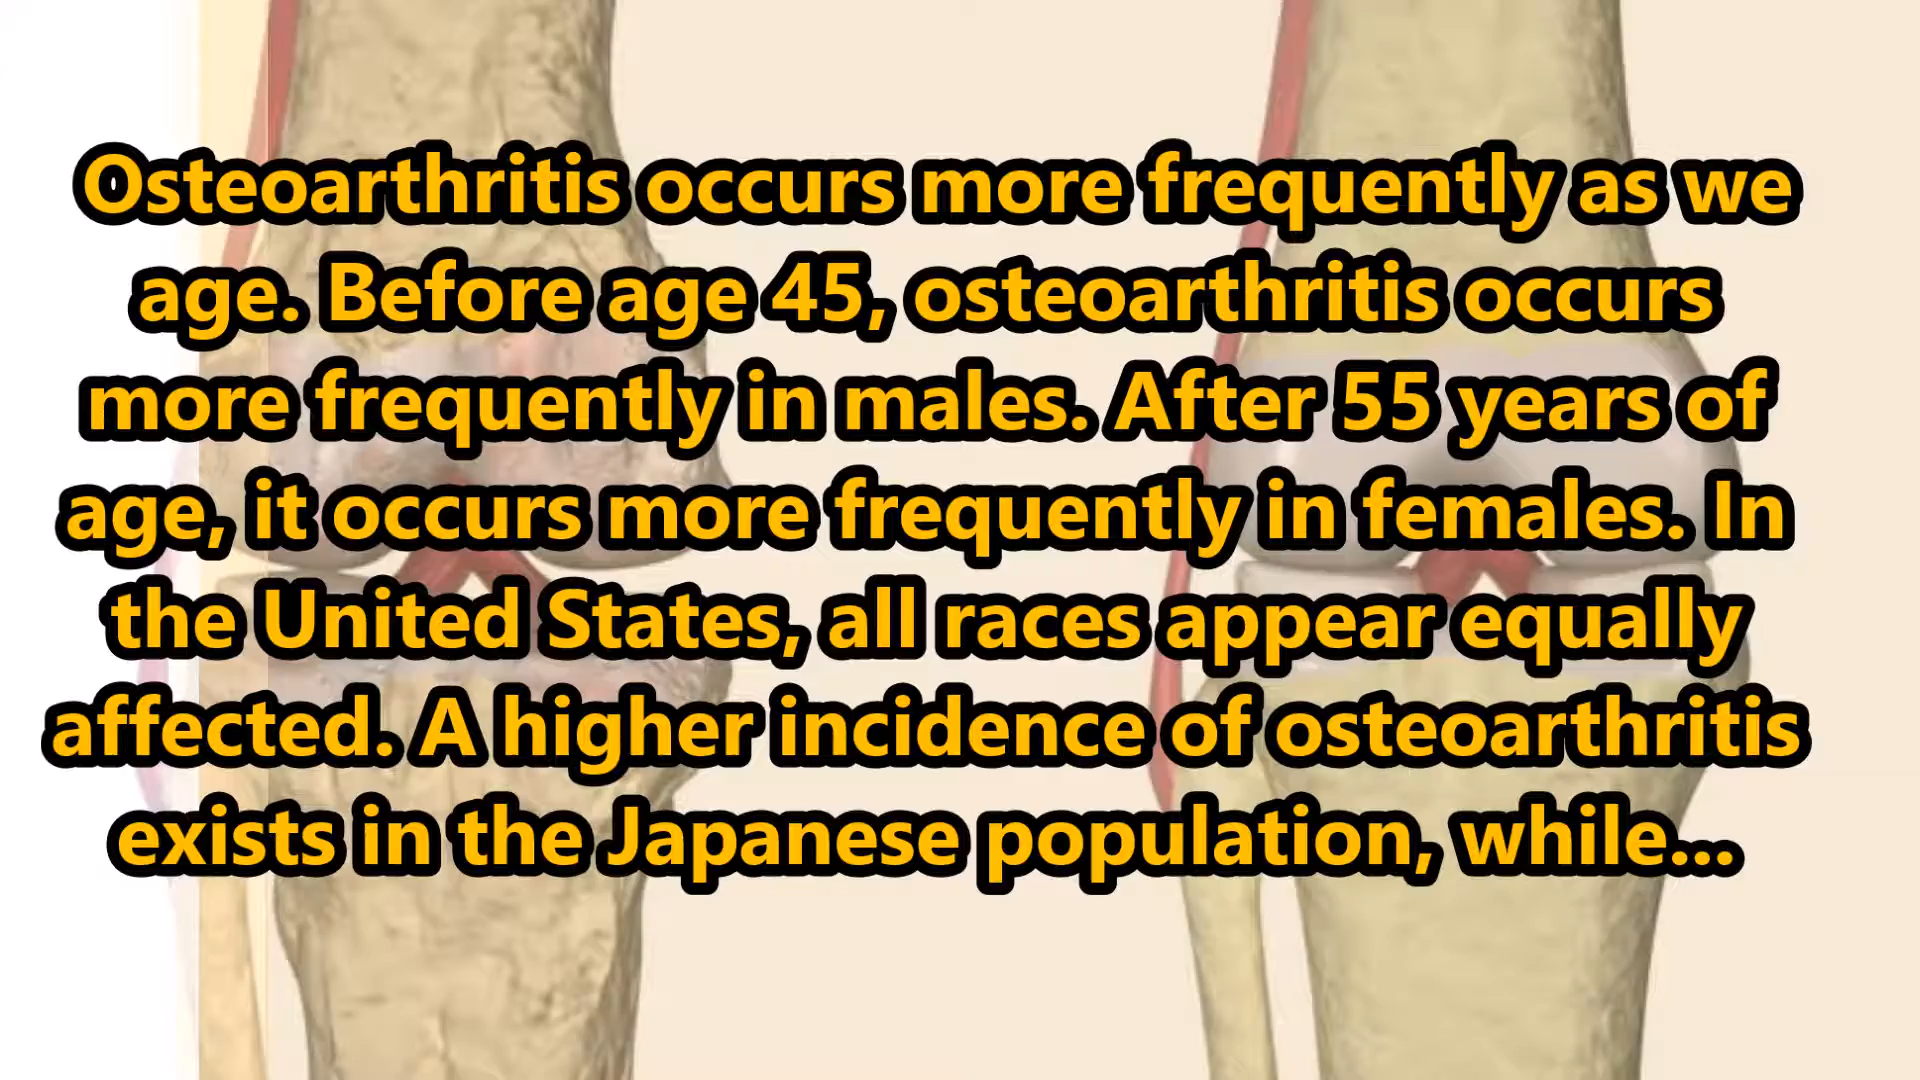 Osteoarthritis occurs more frequently as we
age. Before age 45, osteoarthritis occurs
more frequently in males. After 55 years of
age, it occurs more frequently in females. In
the United States, all races appear equally
affected. A higher incidence of osteoarthritis
exists in the Japanese population, while...